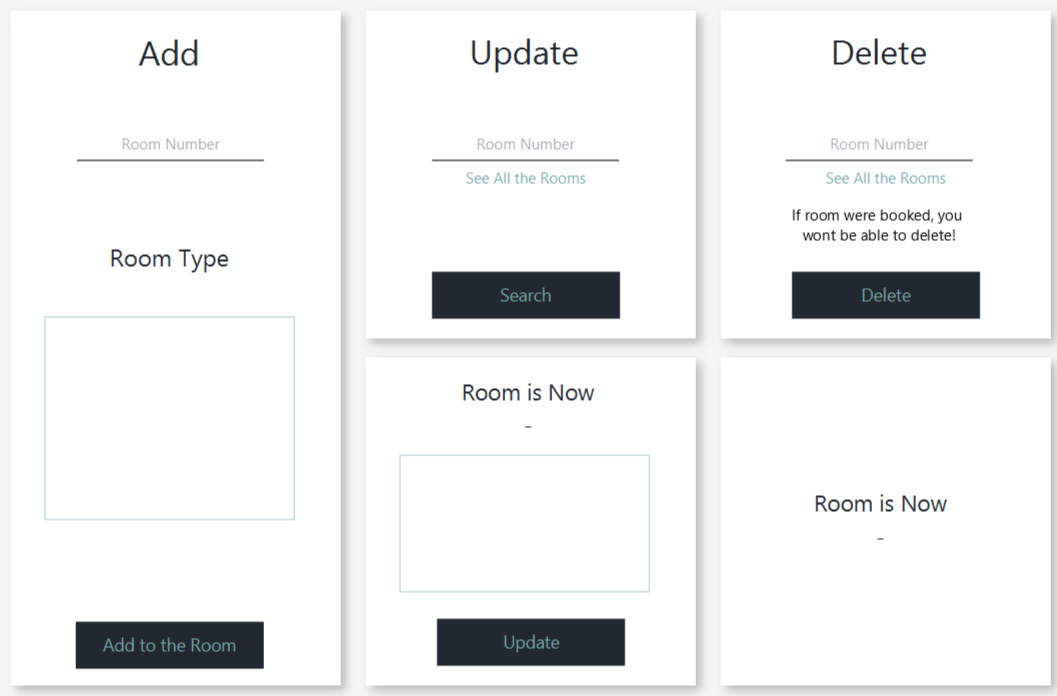 Add
Room Number
Room Type
Add to the Room
Update
Room Number
See All the Rooms
Search
Room is Now
-
Update
Delete
Room Number
See All the Rooms
If room were booked, you
wont be able to delete!
Delete
Room is Now
-